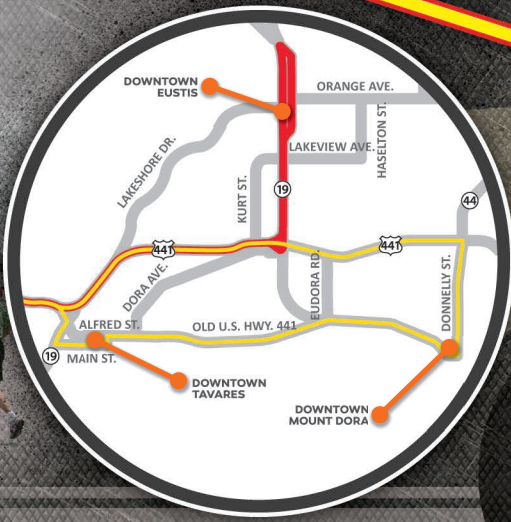 DOWNTOWN
EUSTIS
ORANGE AVE.
HASELTON ST.
LAKEVIEW AVE.
LAKESHORE DR.
KURT ST.
19
44
441
441
DORA AVE.
EUDORA RD.
DONNELLY ST.
ALFRED ST.
OLD U.S. HWY. 441
19
MAIN ST.
DOWNTOWN
TAVARES
DOWNTOWN
MOUNT DORA